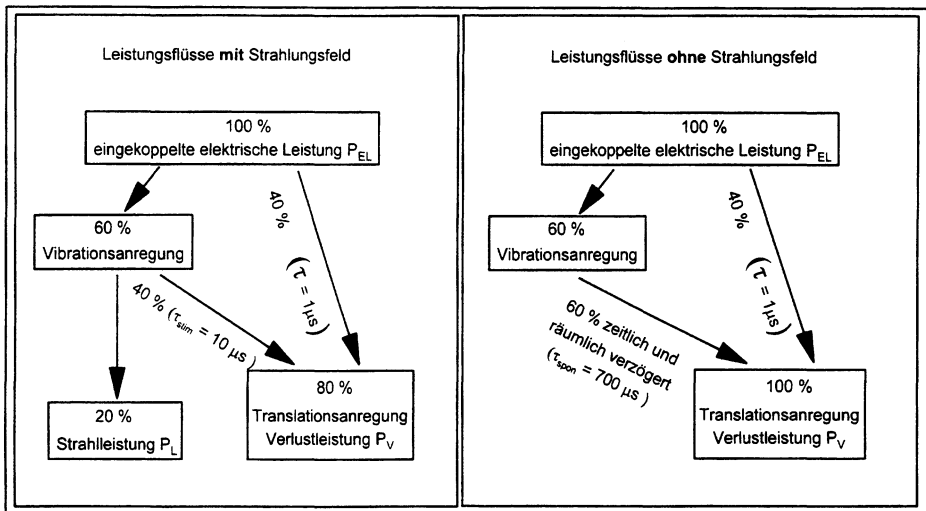 Leistungsflüsse mit Strahlungsfeld
100 %
eingekoppelte elektrische Leistung P_EL
40 %
(τ = 1µs)
60 %
Vibrationsanregung
40 % (τ_stim = 10 µs )
20 %
Strahlleistung P_L
80 %
Translationsanregung
Verlustleistung P_V
Leistungsflüsse ohne Strahlungsfeld
100 %
eingekoppelte elektrische Leistung P_EL
40 %
(τ = 1µs)
60 %
Vibrationsanregung
60 % zeitlich und
räumlich verzögert
(τ_spon = 700 µs )
100 %
Translationsanregung
Verlustleistung P_V